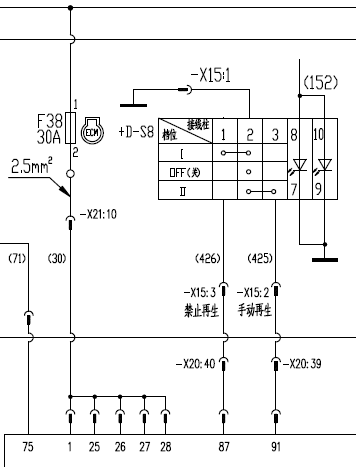 -X15:1
(152)
F38
30A
1
2
ECM
+D-S8
接线柱
档位
1 2 3 8 10
I
OFF(关)
II
7 9
2.5mm²
-X21:10
(71)
(30)
(426)
(425)
-X15:3
禁止再生
-X15:2
手动再生
-X20:40
-X20:39
75 1 25 26 27 28 87 91